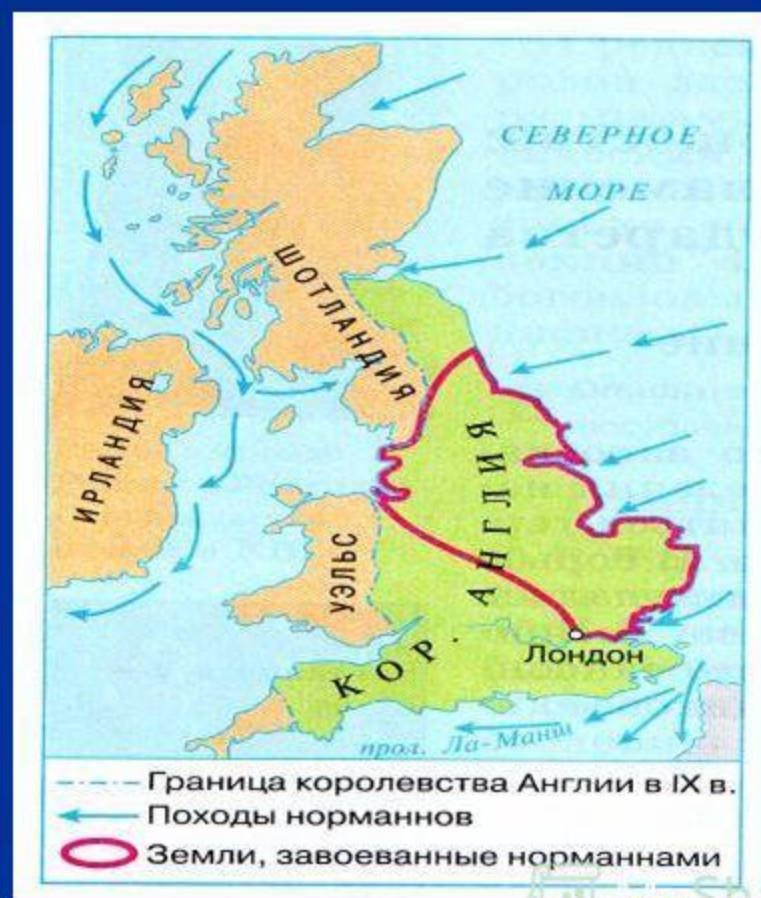 СЕВЕРНОЕ
МОРЕ
ШОТЛАНДИЯ
ИРЛАНДИЯ
АНГЛИЯ
УЭЛЬС
КОР.
Лондон
прол. Ла-Манш
Граница королевства Англии в IX в.
Походы норманнов
Земли, завоеванные норманнами